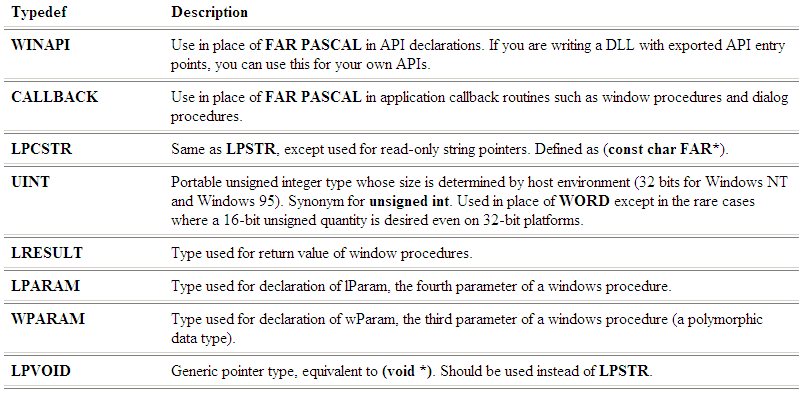 Typedef Description
WINAPI Use in place of FAR PASCAL in API declarations. If you are writing a DLL with exported API entry
points, you can use this for your own APIs.
CALLBACK Use in place of FAR PASCAL in application callback routines such as window procedures and dialog
procedures.
LPCSTR Same as LPSTR, except used for read-only string pointers. Defined as (const char FAR*).
UINT Portable unsigned integer type whose size is determined by host environment (32 bits for Windows NT
and Windows 95). Synonym for unsigned int. Used in place of WORD except in the rare cases
where a 16-bit unsigned quantity is desired even on 32-bit platforms.
LRESULT Type used for return value of window procedures.
LPARAM Type used for declaration of lParam, the fourth parameter of a windows procedure.
WPARAM Type used for declaration of wParam, the third parameter of a windows procedure (a polymorphic
data type).
LPVOID Generic pointer type, equivalent to (void *). Should be used instead of LPSTR.